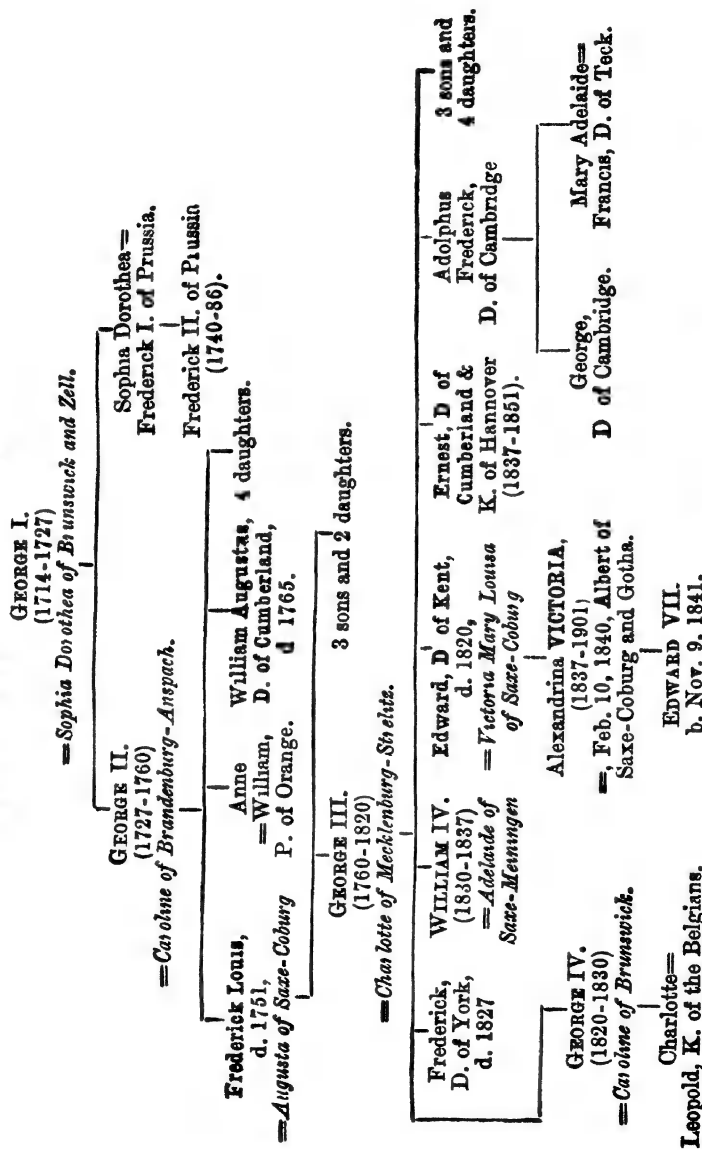 GEORGE I.
(1714-1727)
=Sophia Dorothea of Brunswick and Zell.
GEORGE II.
(1727-1760)
=Caroline of Brandenburg-Anspach.
Sophia Dorothea=
Frederick I. of Prussia.
Frederick II. of Prussia
(1740-86).
Frederick Louis,
d. 1751,
=Augusta of Saxe-Coburg
Anne
=William,
P. of Orange.
William Augustas,
D. of Cumberland,
d 1765.
4 daughters.
GEORGE III.
(1760-1820)
=Charlotte of Mecklenburg-Strelitz.
3 sons and 2 daughters.
Frederick,
D. of York,
d. 1827
WILLIAM IV.
(1830-1837)
=Adelaide of
Saxe-Meiningen
Edward, D of Kent,
d. 1820,
=Victoria Mary Louisa
of Saxe-Coburg
Ernest, D of
Cumberland &
K. of Hannover
(1837-1851).
Adolphus
Frederick,
D. of Cambridge
3 sons and
4 daughters.
GEORGE IV.
(1820-1830)
=Caroline of Brunswick.
Charlotte=
Leopold, K. of the Belgians.
Alexandrina VICTORIA,
(1837-1901)
=, Feb. 10, 1840, Albert of
Saxe-Coburg and Gotha.
EDWARD VII.
b. Nov. 9, 1841.
George,
D of Cambridge.
Mary Adelaide=
Francis, D. of Teck.